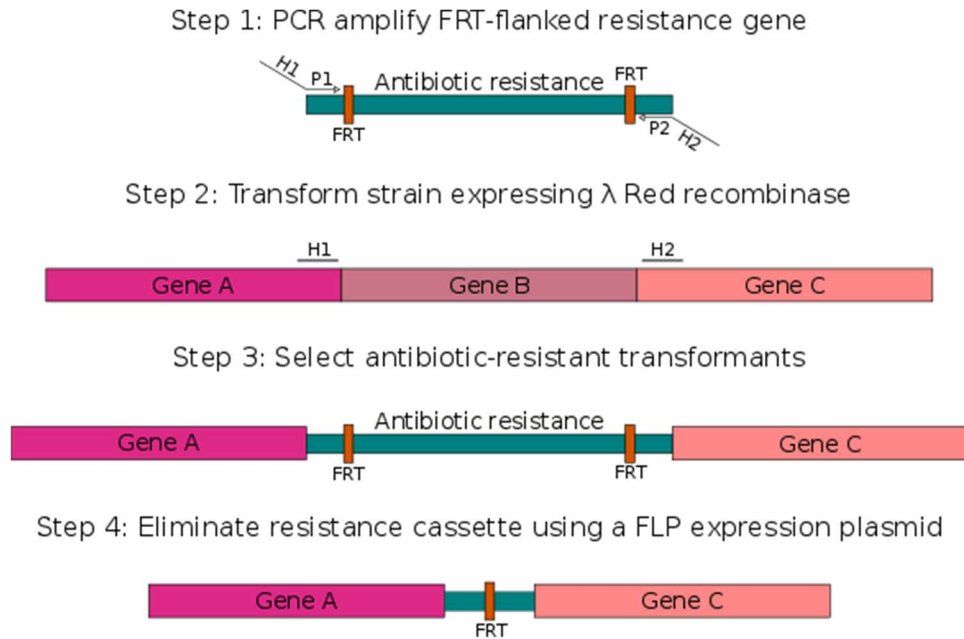 Step 1: PCR amplify FRT-flanked resistance gene
H1
P1
Antibiotic resistance
FRT
FRT
P2
H2
Step 2: Transform strain expressing λ Red recombinase
H1
H2
Gene A
Gene B
Gene C
Step 3: Select antibiotic-resistant transformants
Antibiotic resistance
Gene A
Gene C
FRT
FRT
Step 4: Eliminate resistance cassette using a FLP expression plasmid
Gene A
Gene C
FRT